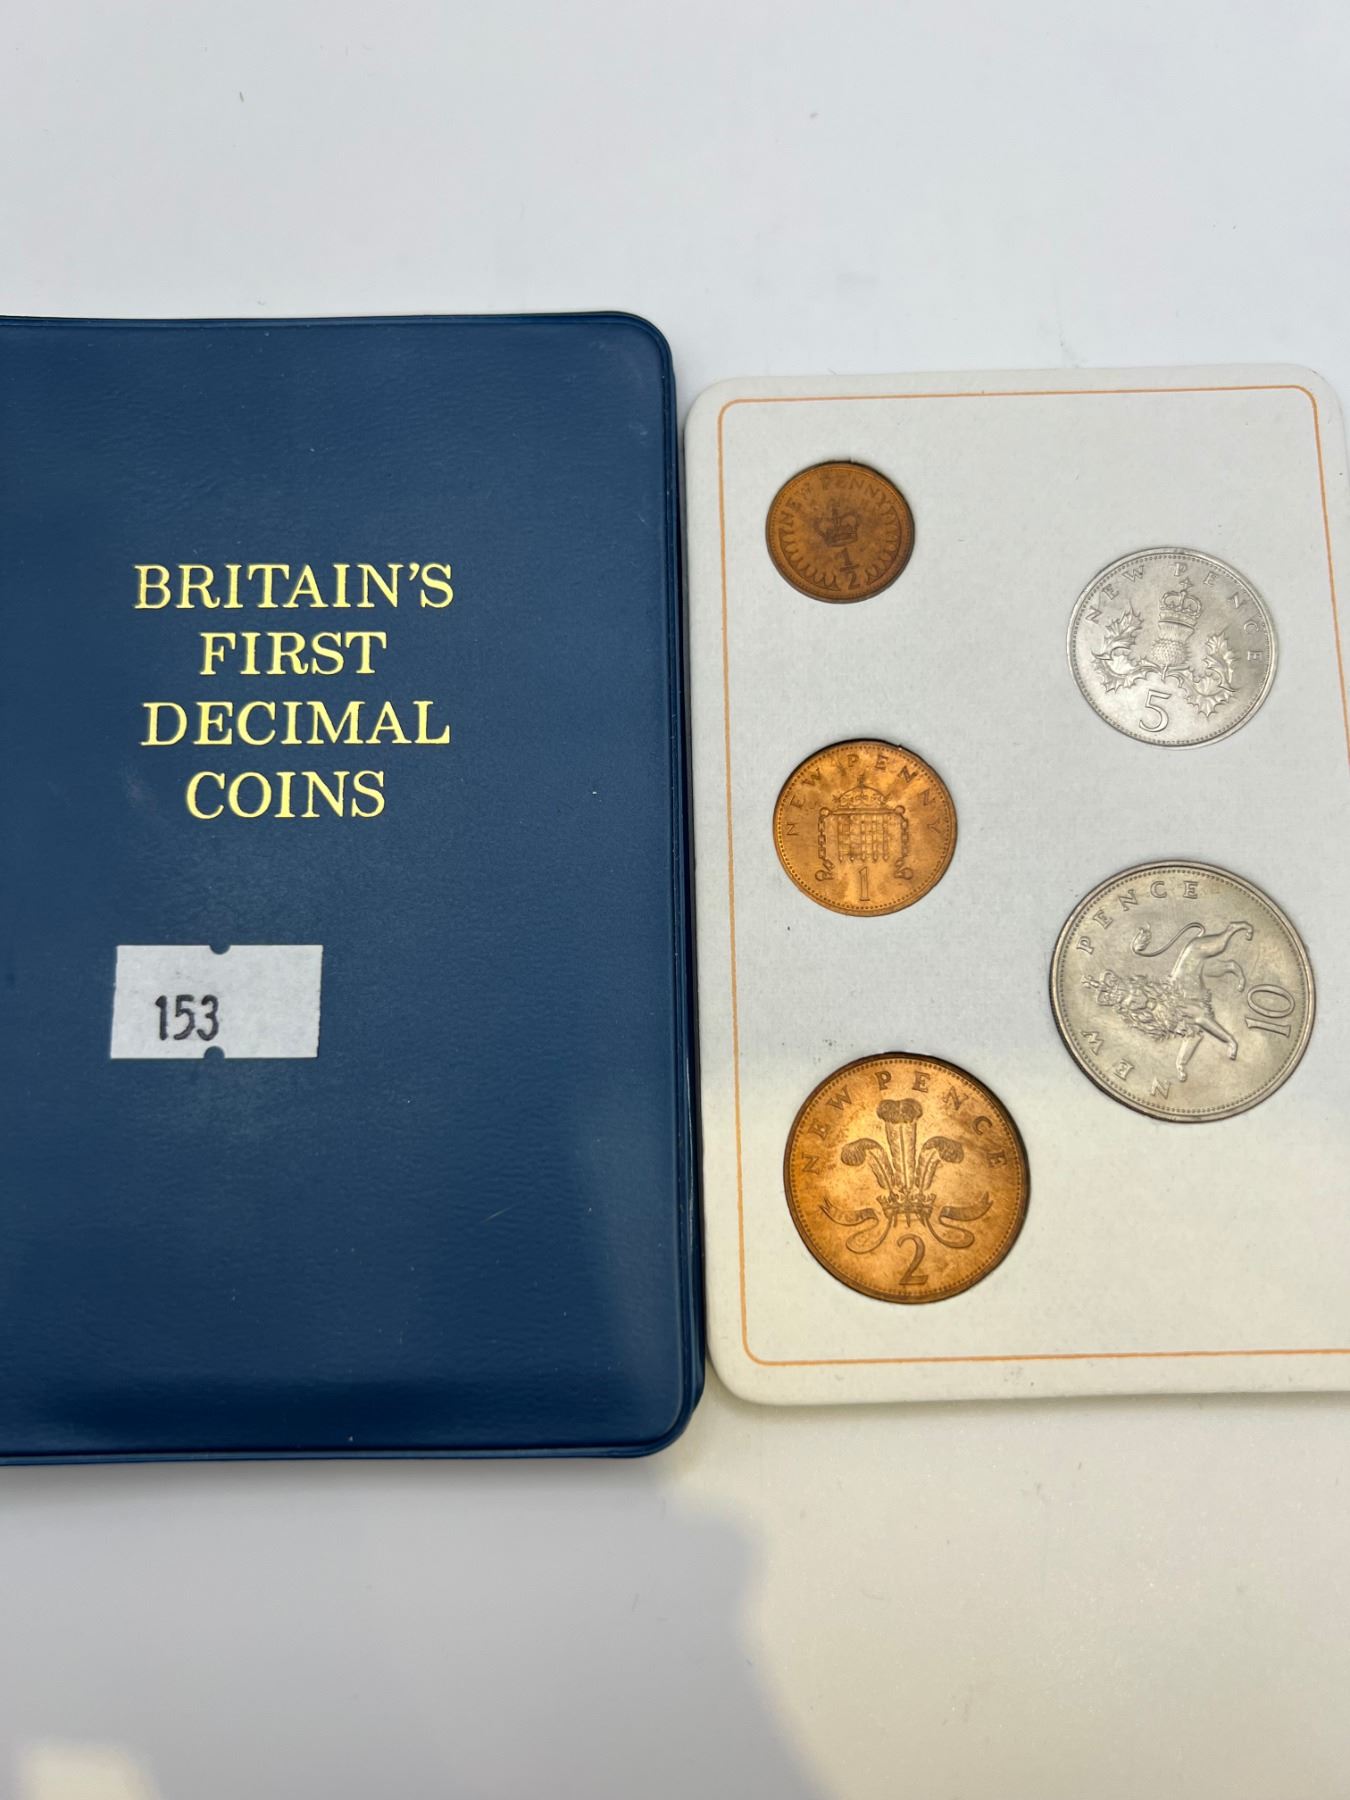 BRITAIN'S
FIRST
DECIMAL
COINS
153
NEW PENNY
1/2
NEW PENCE
5
NEW PENNY
1
NEW PENCE
10
NEW PENCE
2